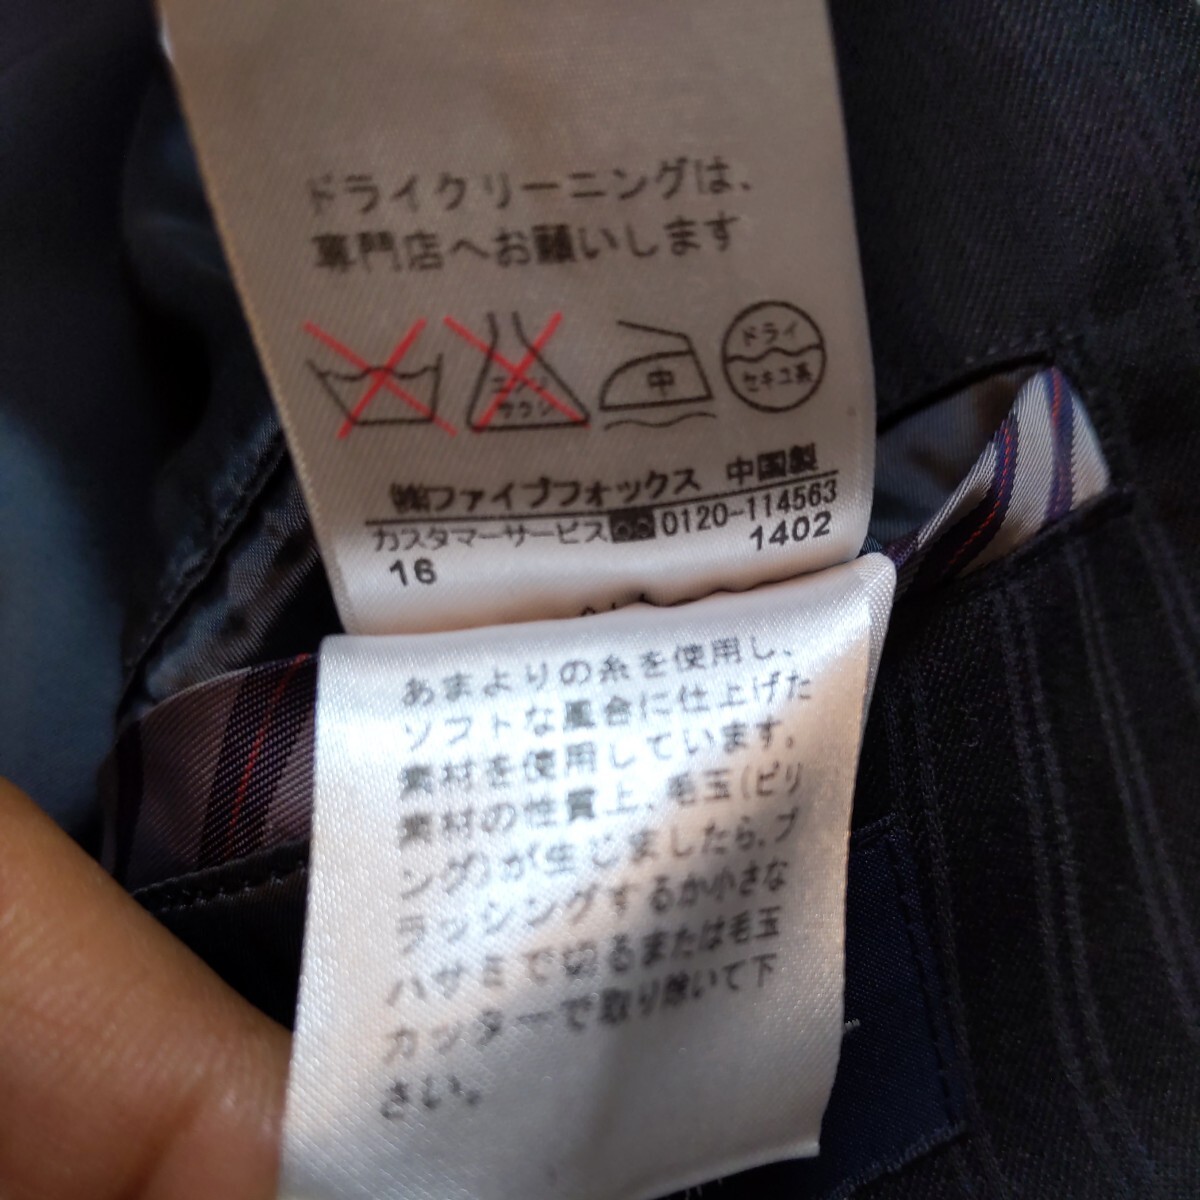 ドライクリーニングは、
専門店へお願いします
エンソ
サラシ
中
ドライ
セキユ系
㈱ファイブフォックス 中国製
カスタマーサービス 0120-114563
16 1402
あまよりの糸を使用し、
ソフトな風合に仕上げた
素材を使用しています。
素材の性質上、毛玉(ピリ
ング)が生じましたら、ブ
ラッシングするか小さな
ハサミで切るまたは毛玉
カッターで取り除いて下
さい。